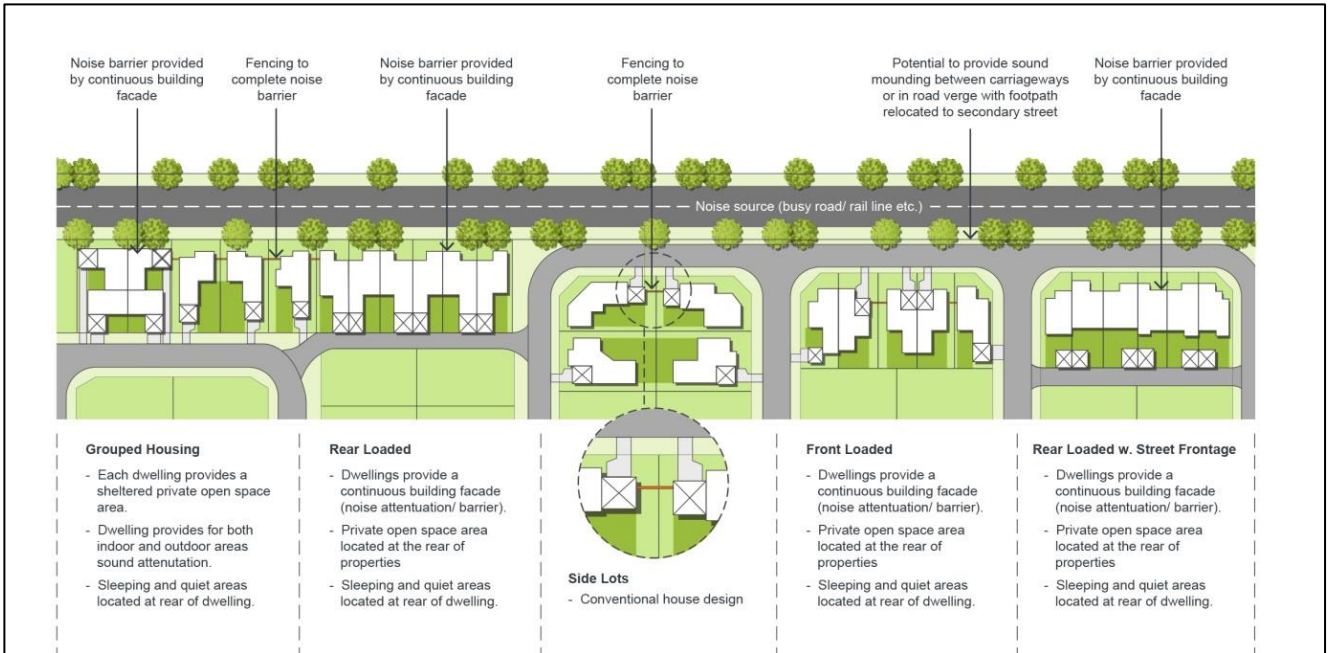 Noise barrier provided
by continuous building
facade
Fencing to
complete noise
barrier
Noise barrier provided
by continuous building
facade
Fencing to
complete noise
barrier
Potential to provide sound
mounding between carriageways
or in road verge with footpath
relocated to secondary street
Noise barrier provided
by continuous building
facade
Noise source (busy road/ rail line etc.)
Grouped Housing
- Each dwelling provides a
sheltered private open space
area.
- Dwelling provides for both
indoor and outdoor areas
sound attenutation.
- Sleeping and quiet areas
located at rear of dwelling.
Rear Loaded
- Dwellings provide a
continuous building facade
(noise attentuation/ barrier).
- Private open space area
located at the rear of
properties
- Sleeping and quiet areas
located at rear of dwelling.
Side Lots
- Conventional house design
Front Loaded
- Dwellings provide a
continuous building facade
(noise attentuation/ barrier).
- Private open space area
located at the rear of
properties
- Sleeping and quiet areas
located at rear of dwelling.
Rear Loaded w. Street Frontage
- Dwellings provide a
continuous building facade
(noise attentuation/ barrier).
- Private open space area
located at the rear of
properties
- Sleeping and quiet areas
located at rear of dwelling.